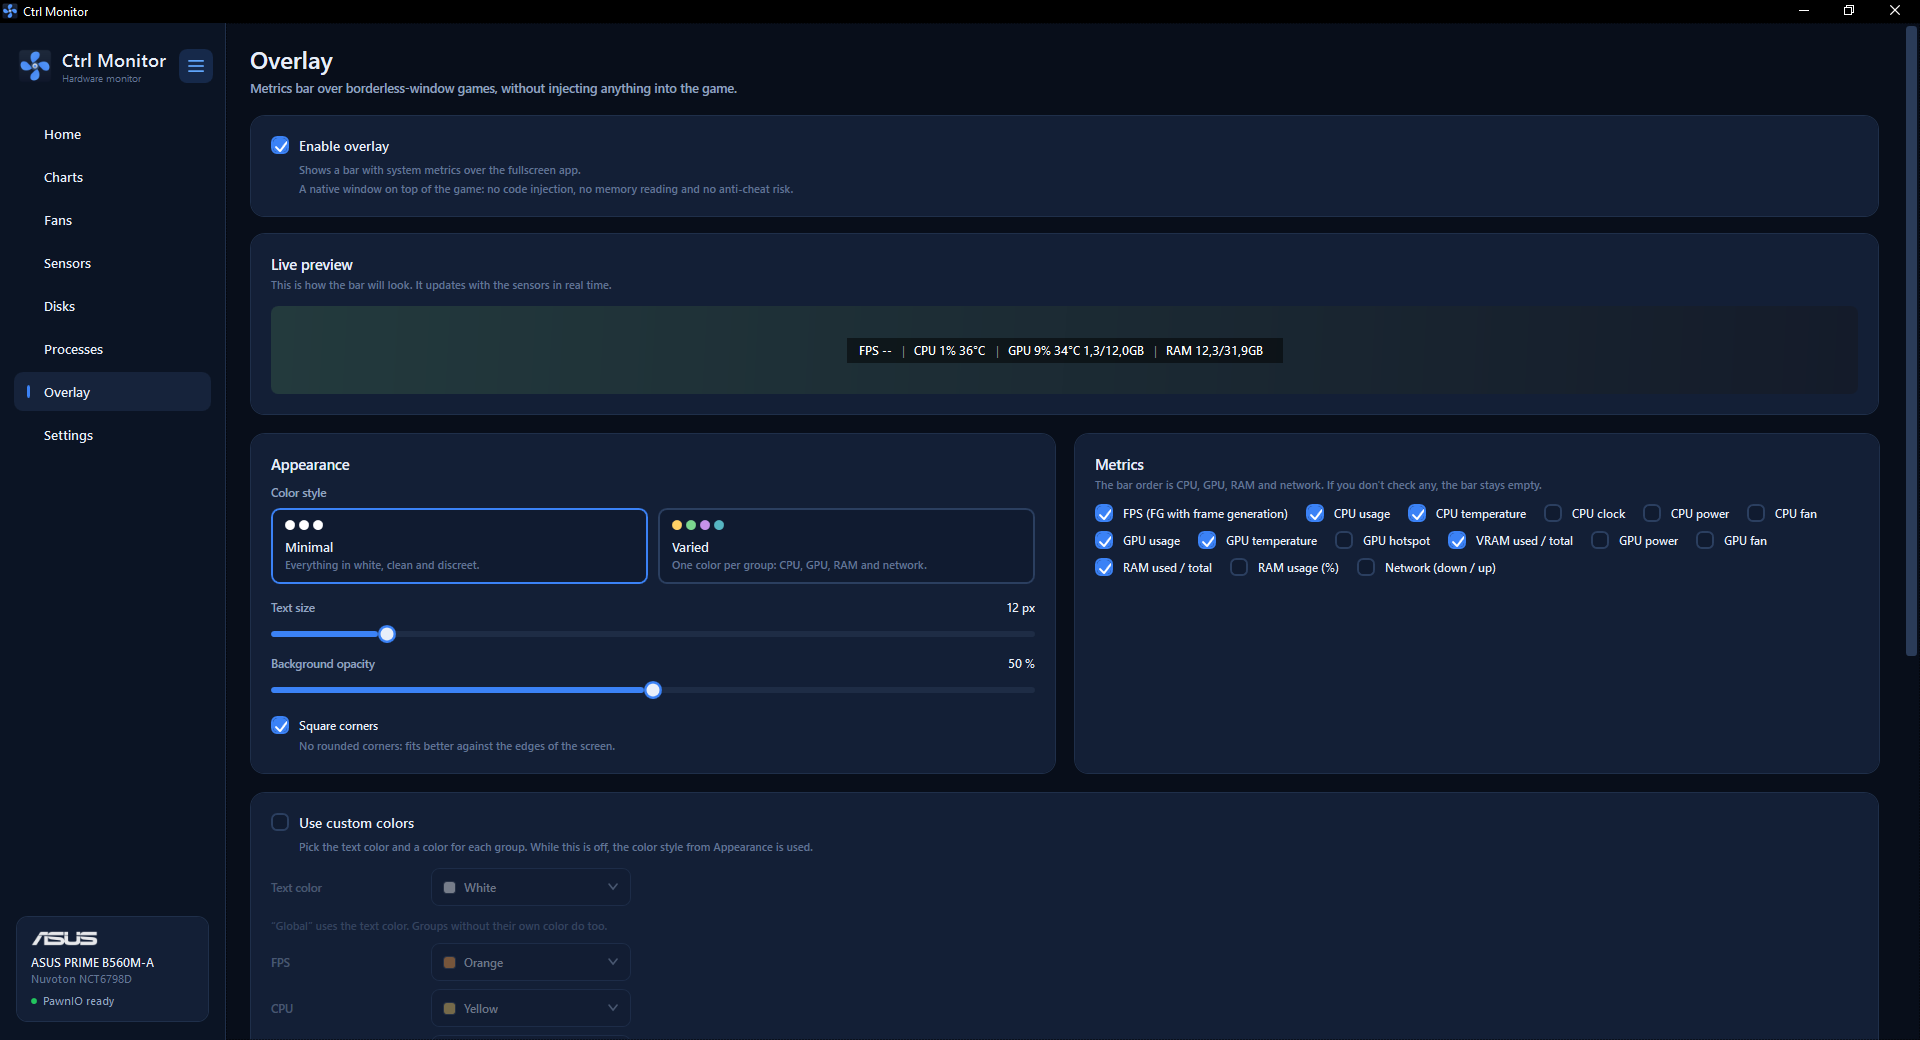 Ctrl Monitor
Ctrl Monitor
Hardware monitor
Home
Charts
Fans
Sensors
Disks
Processes
Overlay
Settings
ASUS
ASUS PRIME B560M-A
Nuvoton NCT6798D
PawnIO ready
Overlay
Metrics bar over borderless-window games, without injecting anything into the game.
Enable overlay
Shows a bar with system metrics over the fullscreen app.
A native window on top of the game: no code injection, no memory reading and no anti-cheat risk.
Live preview
This is how the bar will look. It updates with the sensors in real time.
FPS -- | CPU 1% 36°C | GPU 9% 34°C 1,3/12,0GB | RAM 12,3/31,9GB
Appearance
Color style
Minimal
Everything in white, clean and discreet.
Varied
One color per group: CPU, GPU, RAM and network.
Text size 12 px
Background opacity 50 %
Square corners
No rounded corners: fits better against the edges of the screen.
Metrics
The bar order is CPU, GPU, RAM and network. If you don't check any, the bar stays empty.
FPS (FG with frame generation) CPU usage CPU temperature CPU clock CPU power CPU fan
GPU usage GPU temperature GPU hotspot VRAM used / total GPU power GPU fan
RAM used / total RAM usage (%) Network (down / up)
Use custom colors
Pick the text color and a color for each group. While this is off, the color style from Appearance is used.
Text color White
"Global" uses the text color. Groups without their own color do too.
FPS Orange
CPU Yellow